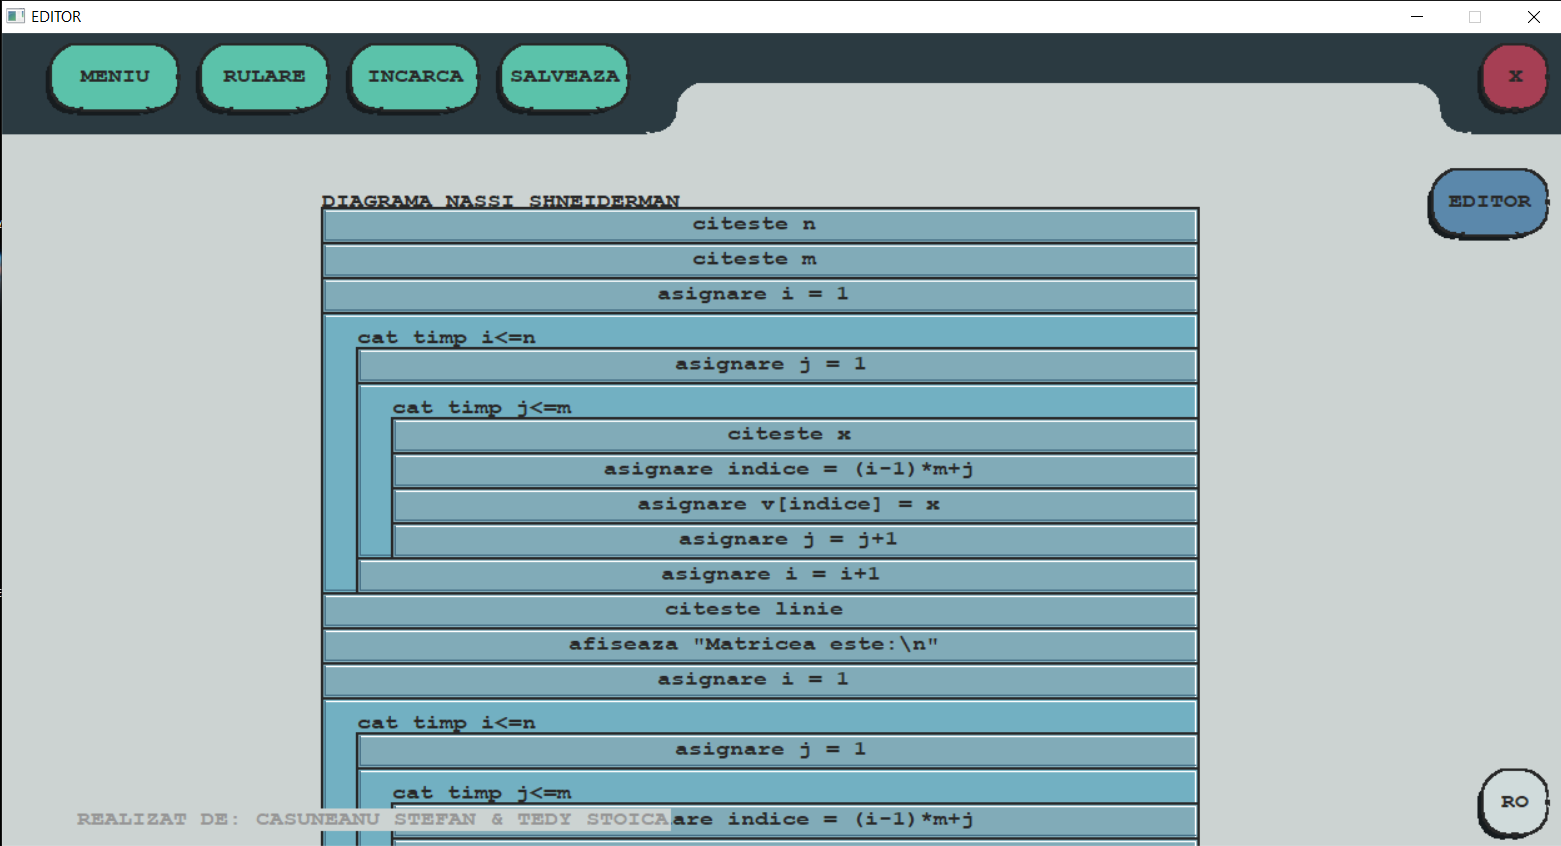 EDITOR
MENIU RULARE INCARCA SALVEAZA X
EDITOR
DIAGRAMA NASSI SHNEIDERMAN
citeste n
citeste m
asignare i = 1
cat timp i<=n
asignare j = 1
cat timp j<=m
citeste x
asignare indice = (i-1)*m+j
asignare v[indice] = x
asignare j = j+1
asignare i = i+1
citeste linie
afiseaza "Matricea este:\n"
asignare i = 1
cat timp i<=n
asignare j = 1
cat timp j<=m
are indice = (i-1)*m+j
REALIZAT DE: CASUNEANU STEFAN & TEDY STOICA
RO